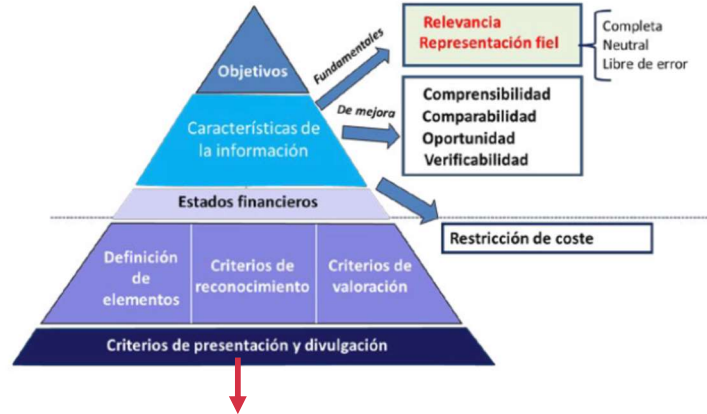 Objetivos
Fundamentales
Relevancia
Representación fiel
Completa
Neutral
Libre de error
Características de
la información
De mejora
Comprensibilidad
Comparabilidad
Oportunidad
Verificabilidad
Estados financieros
Restricción de coste
Definición
de
elementos
Criterios de
reconocimiento
Criterios de
valoración
Criterios de presentación y divulgación